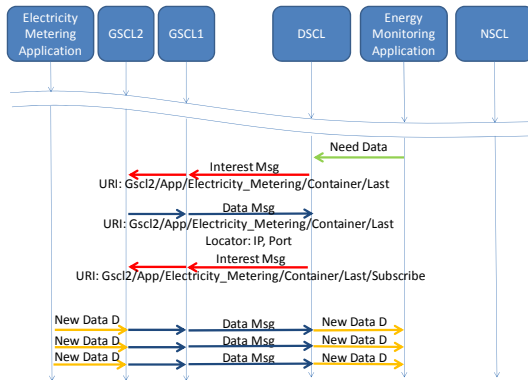 Electricity Metering Application
GSCL2
GSCL1
DSCL
Energy Monitoring Application
NSCL
Need Data
Interest Msg
URI: Gscl2/App/Electricity_Metering/Container/Last
Data Msg
URI: Gscl2/App/Electricity_Metering/Container/Last
Locator: IP, Port
Interest Msg
URI: Gscl2/App/Electricity_Metering/Container/Last/Subscribe
New Data D Data Msg New Data D
New Data D Data Msg New Data D
New Data D Data Msg New Data D